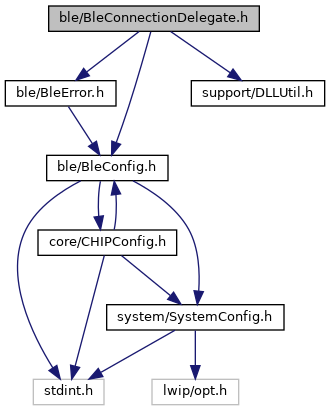 ble/BleConnectionDelegate.h
ble/BleError.h
support/DLLUtil.h
ble/BleConfig.h
core/CHIPConfig.h
system/SystemConfig.h
stdint.h
lwip/opt.h